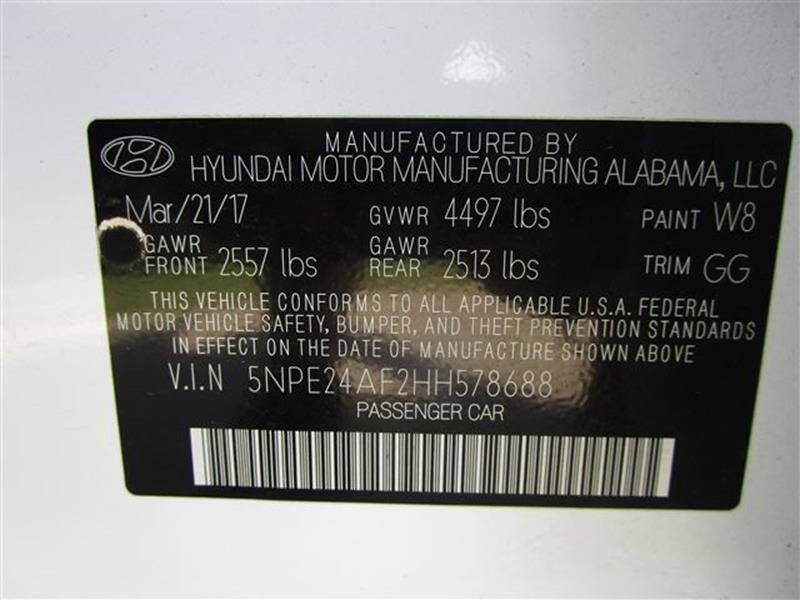 MANUFACTURED BY
HYUNDAI MOTOR MANUFACTURING ALABAMA, LLC
Mar/21/17 GVWR 4497 lbs PAINT W8
GAWR FRONT 2557 lbs GAWR REAR 2513 lbs TRIM GG
THIS VEHICLE CONFORMS TO ALL APPLICABLE U.S.A. FEDERAL
MOTOR VEHICLE SAFETY, BUMPER, AND THEFT PREVENTION STANDARDS
IN EFFECT ON THE DATE OF MANUFACTURE SHOWN ABOVE.
V.I.N 5NPE24AF2HH578688
PASSENGER CAR